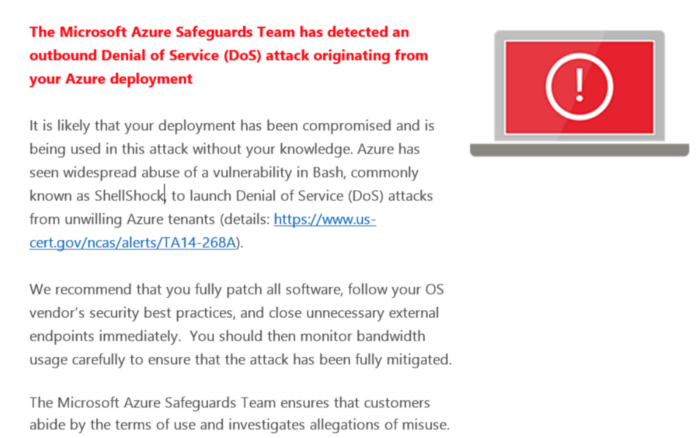 The Microsoft Azure Safeguards Team has detected an
outbound Denial of Service (DoS) attack originating from
your Azure deployment
It is likely that your deployment has been compromised and is
being used in this attack without your knowledge. Azure has
seen widespread abuse of a vulnerability in Bash, commonly
known as ShellShock, to launch Denial of Service (DoS) attacks
from unwilling Azure tenants (details: https://www.us-
cert.gov/ncas/alerts/TA14-268A).
We recommend that you fully patch all software, follow your OS
vendor's security best practices, and close unnecessary external
endpoints immediately.  You should then monitor bandwidth
usage carefully to ensure that the attack has been fully mitigated.
The Microsoft Azure Safeguards Team ensures that customers
abide by the terms of use and investigates allegations of misuse.
!